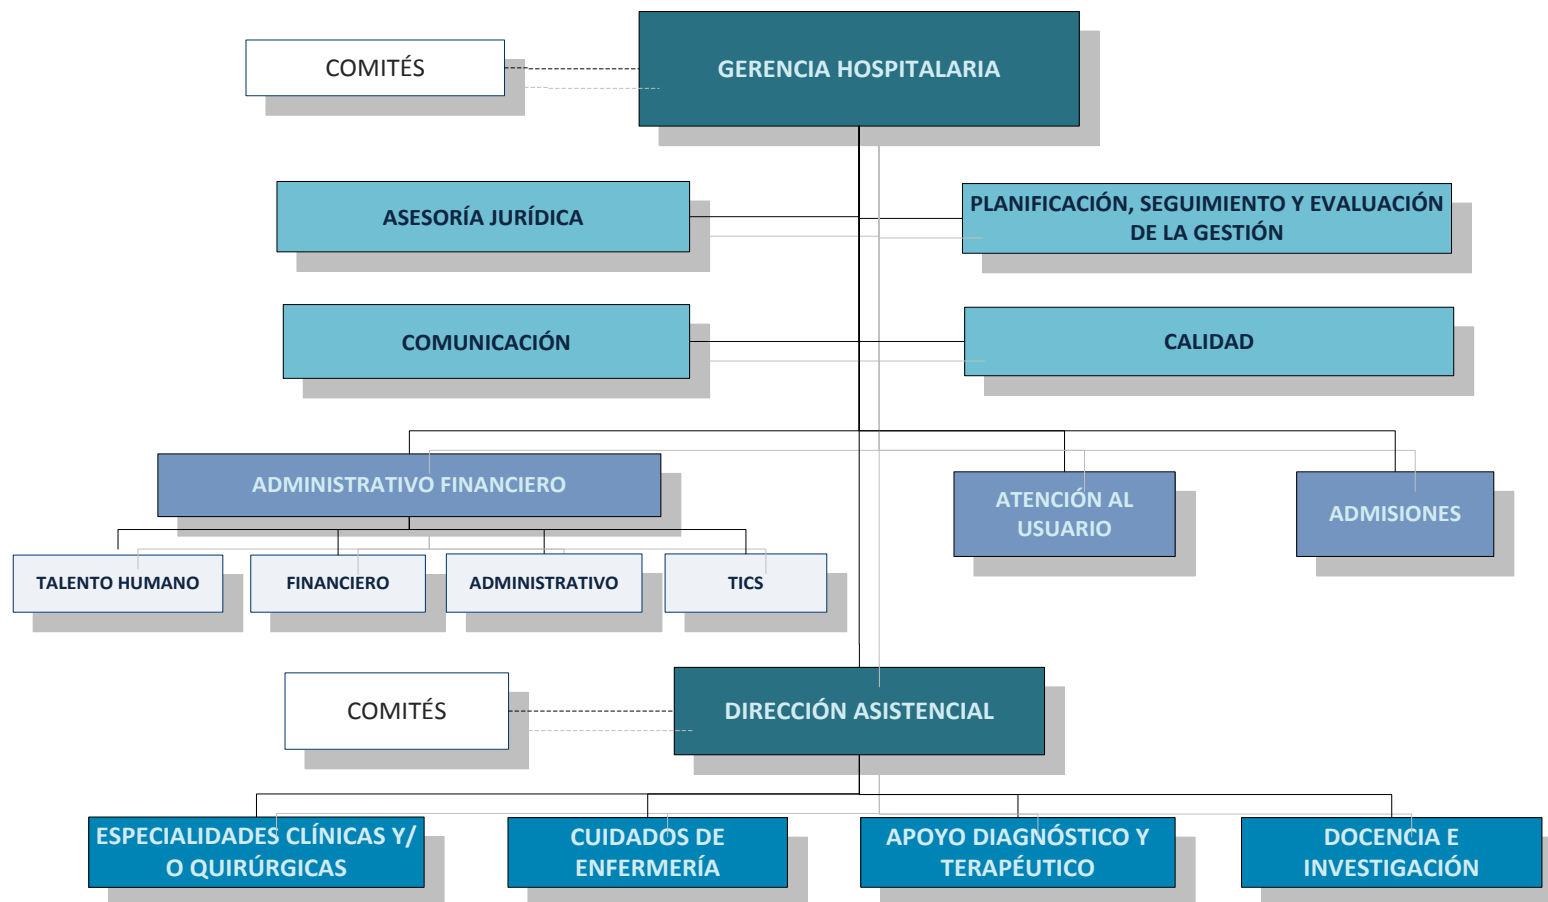 COMITÉS
GERENCIA HOSPITALARIA
ASESORÍA JURÍDICA
PLANIFICACIÓN, SEGUIMIENTO Y EVALUACIÓN
DE LA GESTIÓN
COMUNICACIÓN
CALIDAD
ADMINISTRATIVO FINANCIERO
ATENCIÓN AL
USUARIO
ADMISIONES
TALENTO HUMANO
FINANCIERO
ADMINISTRATIVO
TICS
COMITÉS
DIRECCIÓN ASISTENCIAL
ESPECIALIDADES CLÍNICAS Y/
O QUIRÚRGICAS
CUIDADOS DE
ENFERMERÍA
APOYO DIAGNÓSTICO Y
TERAPÉUTICO
DOCENCIA E
INVESTIGACIÓN